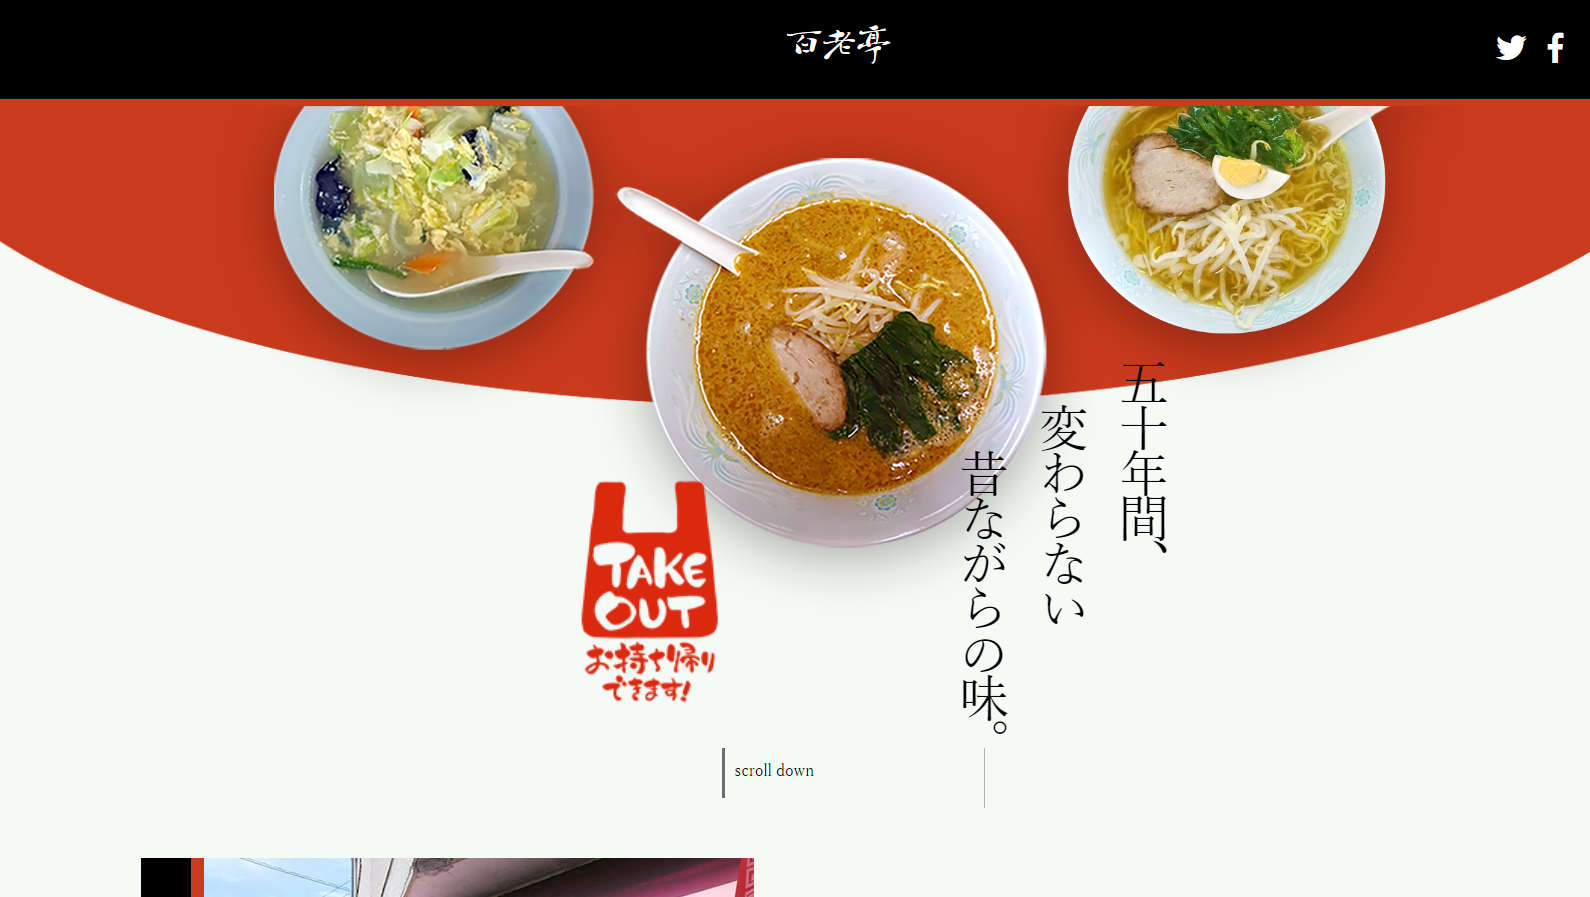 百老亭
五十年間、
変わらない
昔ながらの味。
TAKE
OUT
お持ち帰り
できます!
scroll down